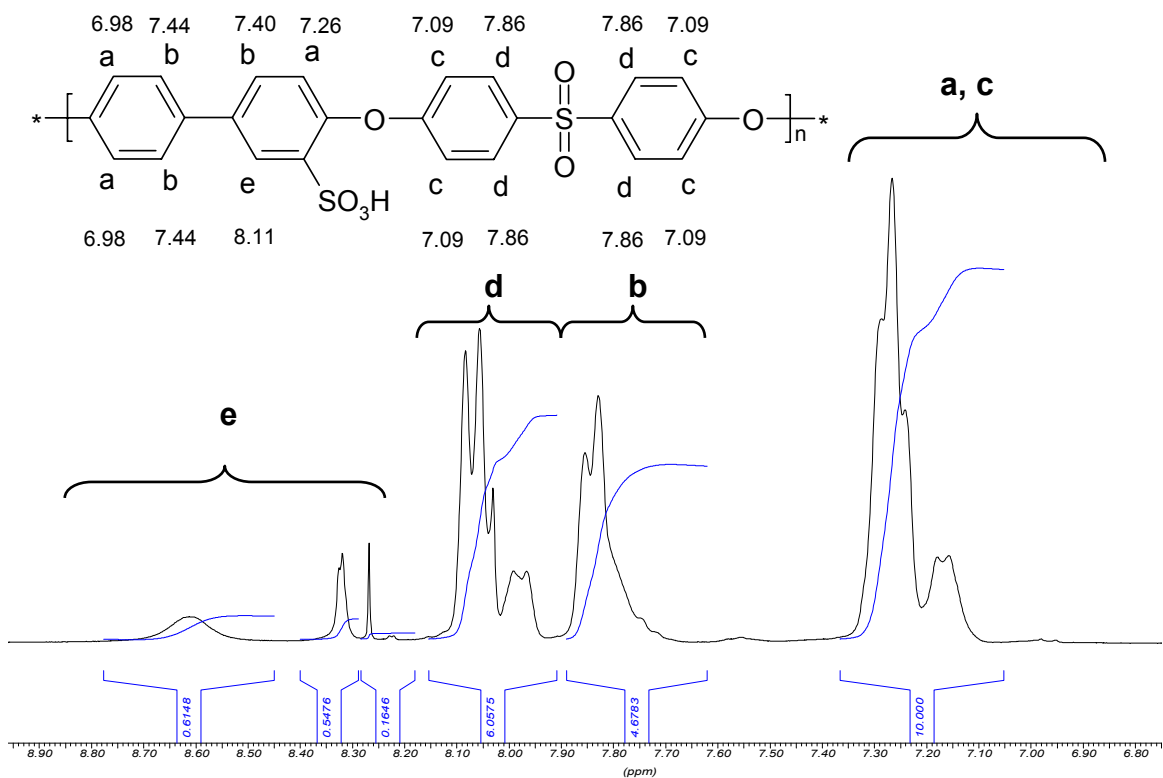 6.98 7.44 7.40 7.26 7.09 7.86 7.86 7.09
a b b a c d d c
* [ O O S O O ] n *
a b e SO3H c d d c
6.98 7.44 8.11 7.09 7.86 7.86 7.09
a, c
d b
e
0.6148 0.5476 0.1646 6.0575 4.6783 10.000
8.90 8.80 8.70 8.60 8.50 8.40 8.30 8.20 8.10 8.00 7.90 7.80 7.70 7.60 7.50 7.40 7.30 7.20 7.10 7.00 6.90 6.80
(ppm)